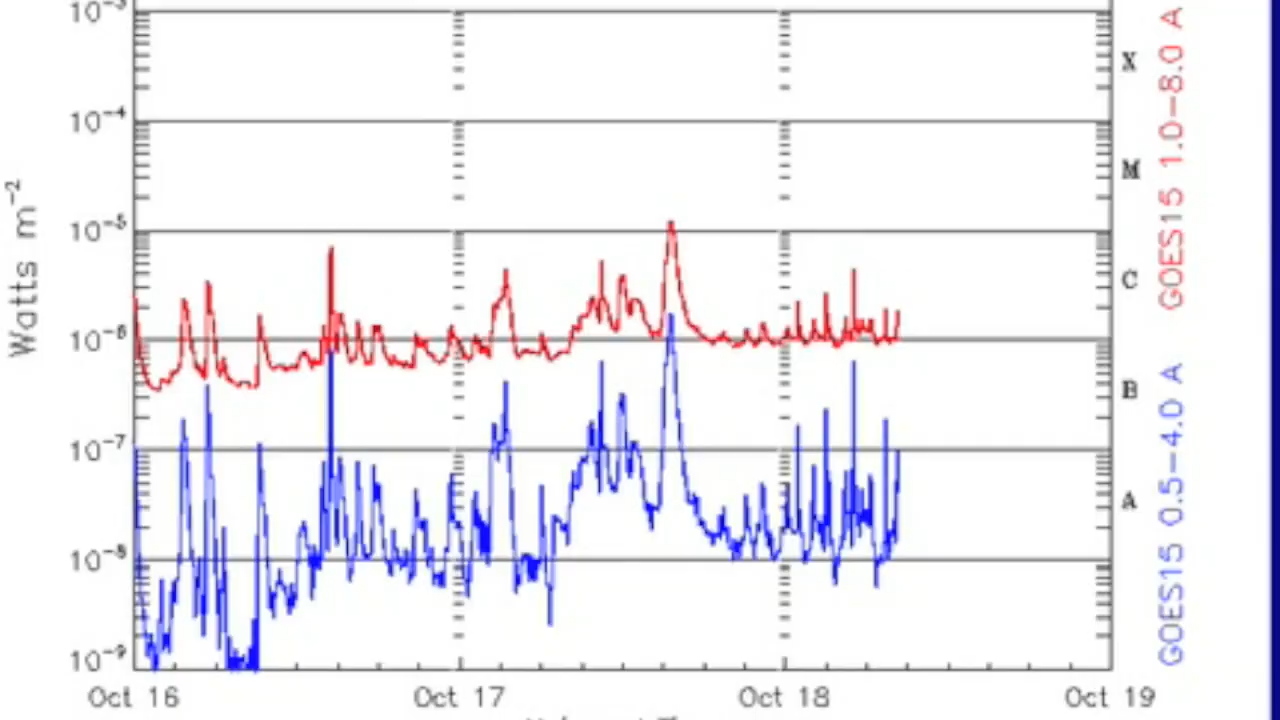 10⁻³
10⁻⁴
10⁻⁵
10⁻⁶
10⁻⁷
10⁻⁸
10⁻⁹
Watts m⁻²
X
M
C
B
A
GOES15 1.0–8.0 A
GOES15 0.5–4.0 A
Oct 16
Oct 17
Oct 18
Oct 19